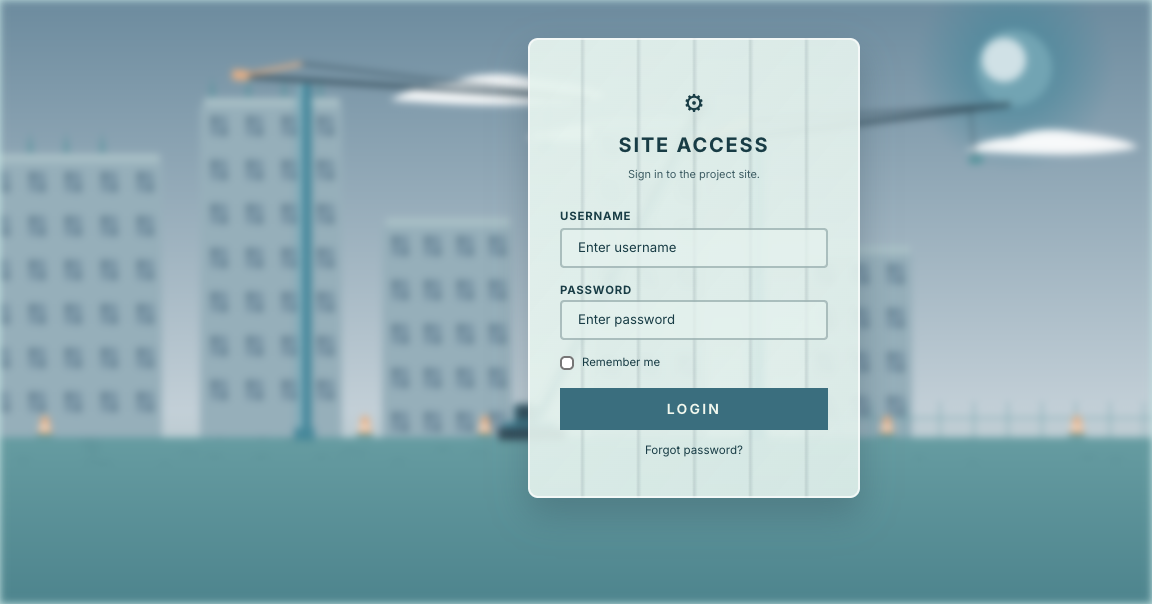 SITE ACCESS
Sign in to the project site.
USERNAME
Enter username
PASSWORD
Enter password
Remember me
LOGIN
Forgot password?